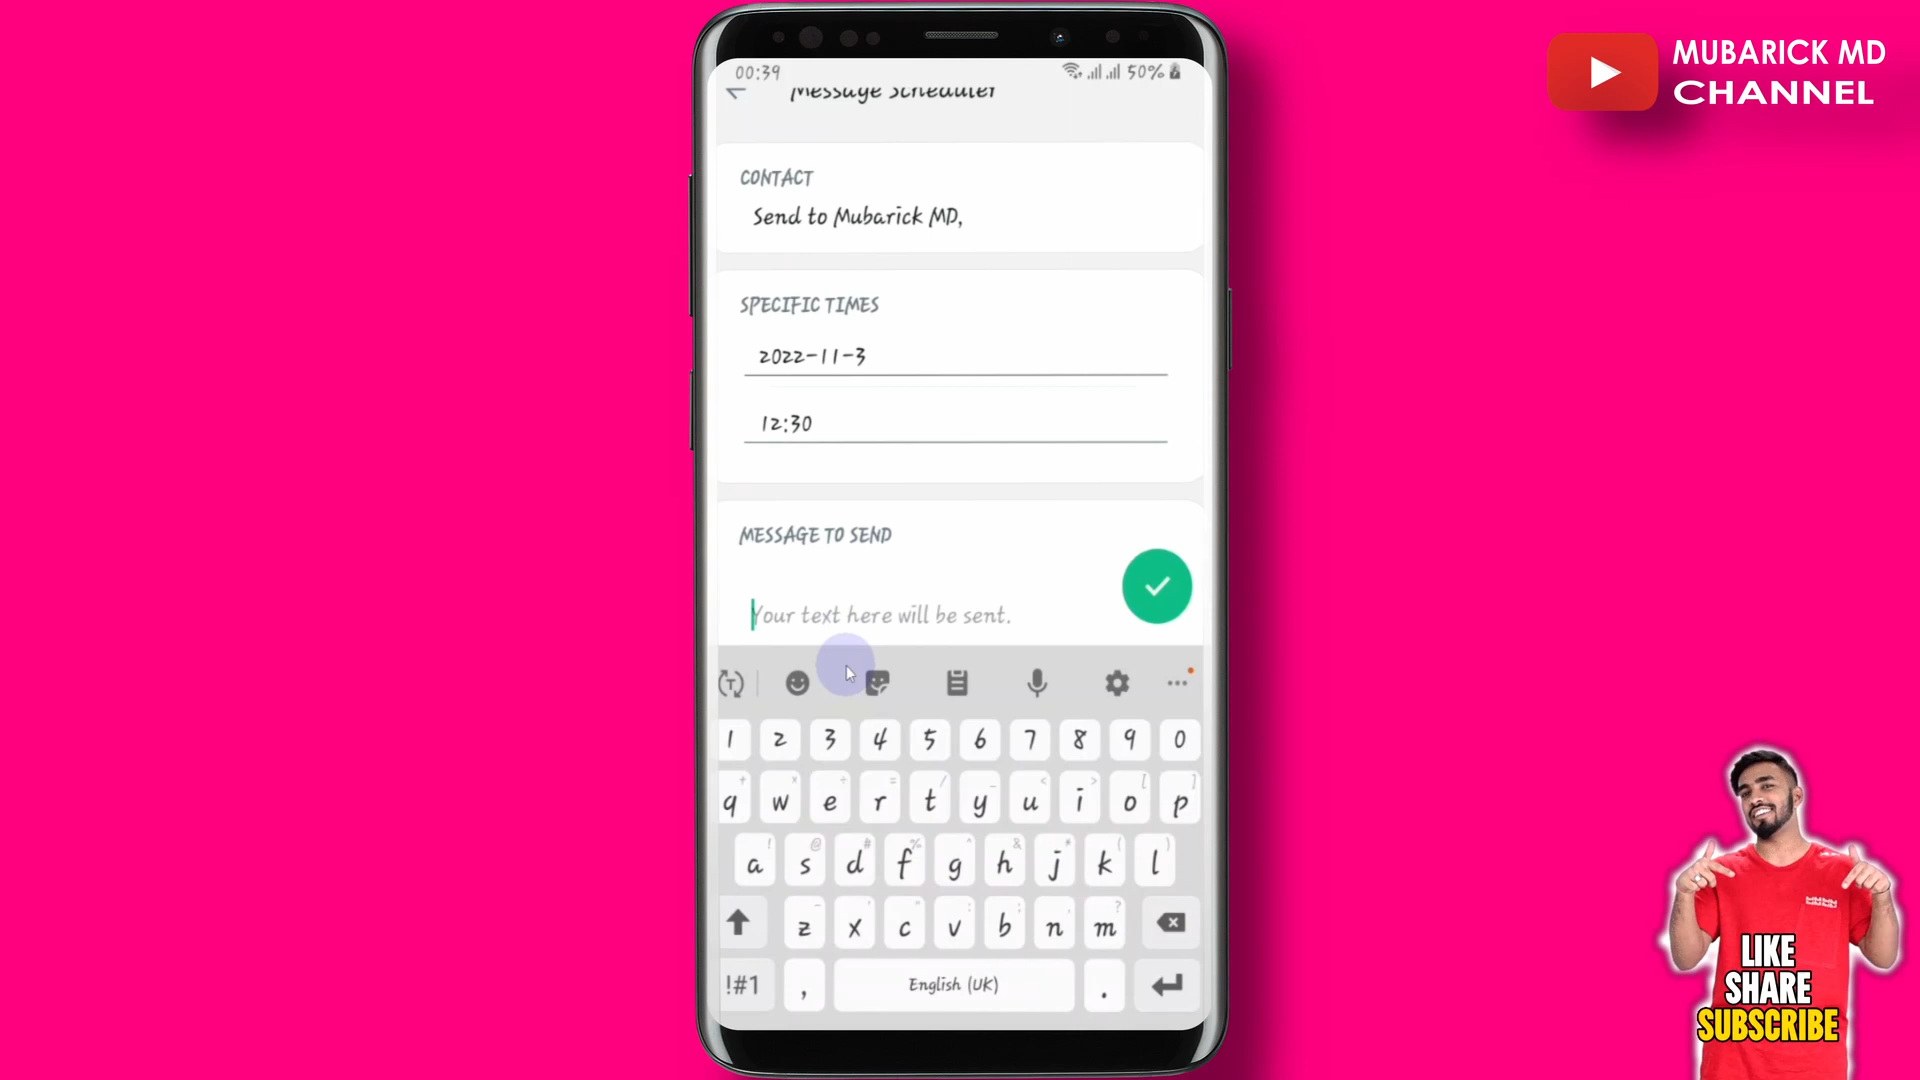 MUBARICK MD
CHANNEL
00:39
50%
Message Scheduler
CONTACT
Send to Mubarick MD,
SPECIFIC TIMES
2022-11-3
12:30
MESSAGE TO SEND
Your text here will be sent.
1 2 3 4 5 6 7 8 9 0
q w e r t y u i o p
a s d f g h j k l
z x c v b n m
!#1 , English (UK) .
LIKE
SHARE
SUBSCRIBE